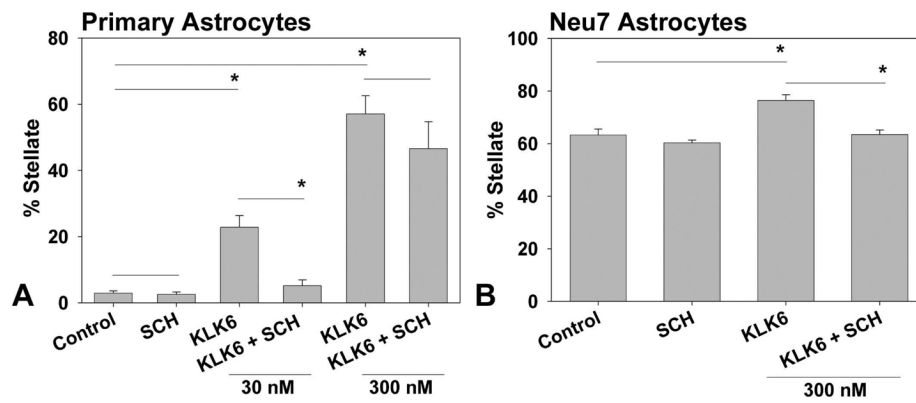 Primary Astrocytes
80
60
40
20
0
% Stellate
*
*
*
A
Control
SCH
KLK6
KLK6 + SCH
KLK6
KLK6 + SCH
30 nM
300 nM
Neu7 Astrocytes
100
80
60
40
20
0
% Stellate
*
*
B
Control
SCH
KLK6
KLK6 + SCH
300 nM